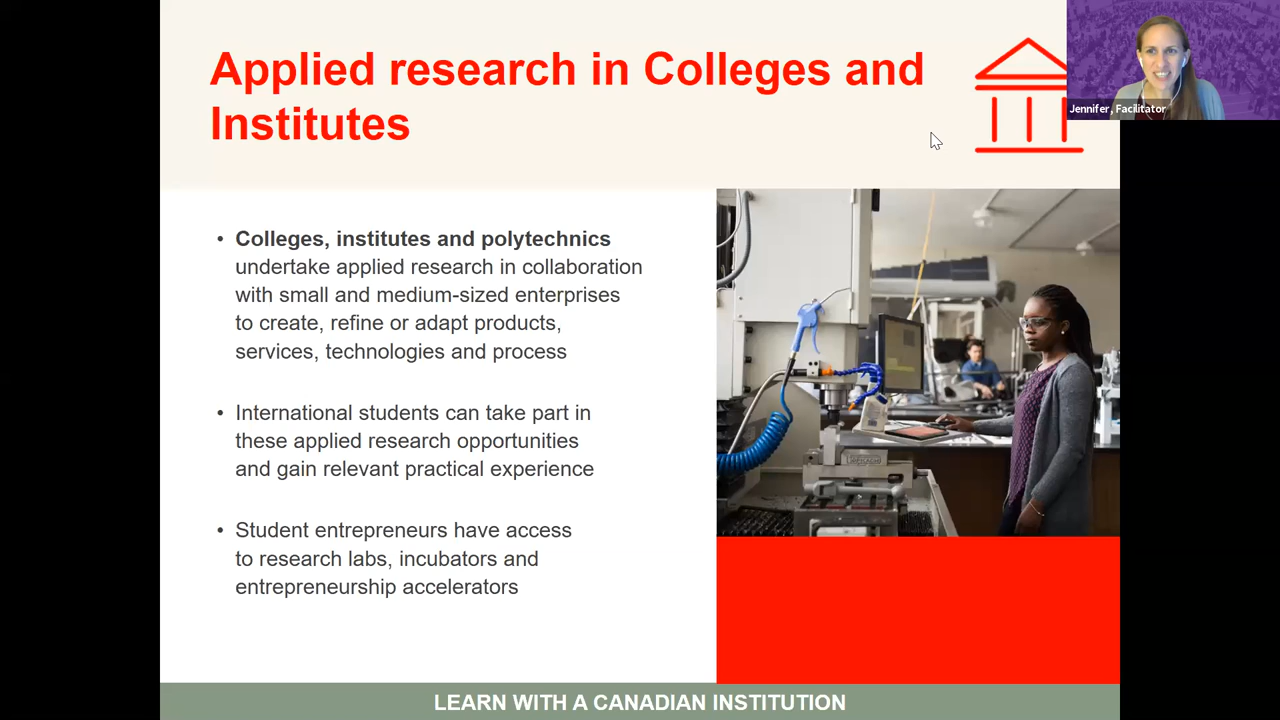 Applied research in Colleges and
Institutes
Jennifer, Facilitator
• Colleges, institutes and polytechnics
undertake applied research in collaboration
with small and medium-sized enterprises
to create, refine or adapt products,
services, technologies and process
• International students can take part in
these applied research opportunities
and gain relevant practical experience
• Student entrepreneurs have access
to research labs, incubators and
entrepreneurship accelerators
LEARN WITH A CANADIAN INSTITUTION